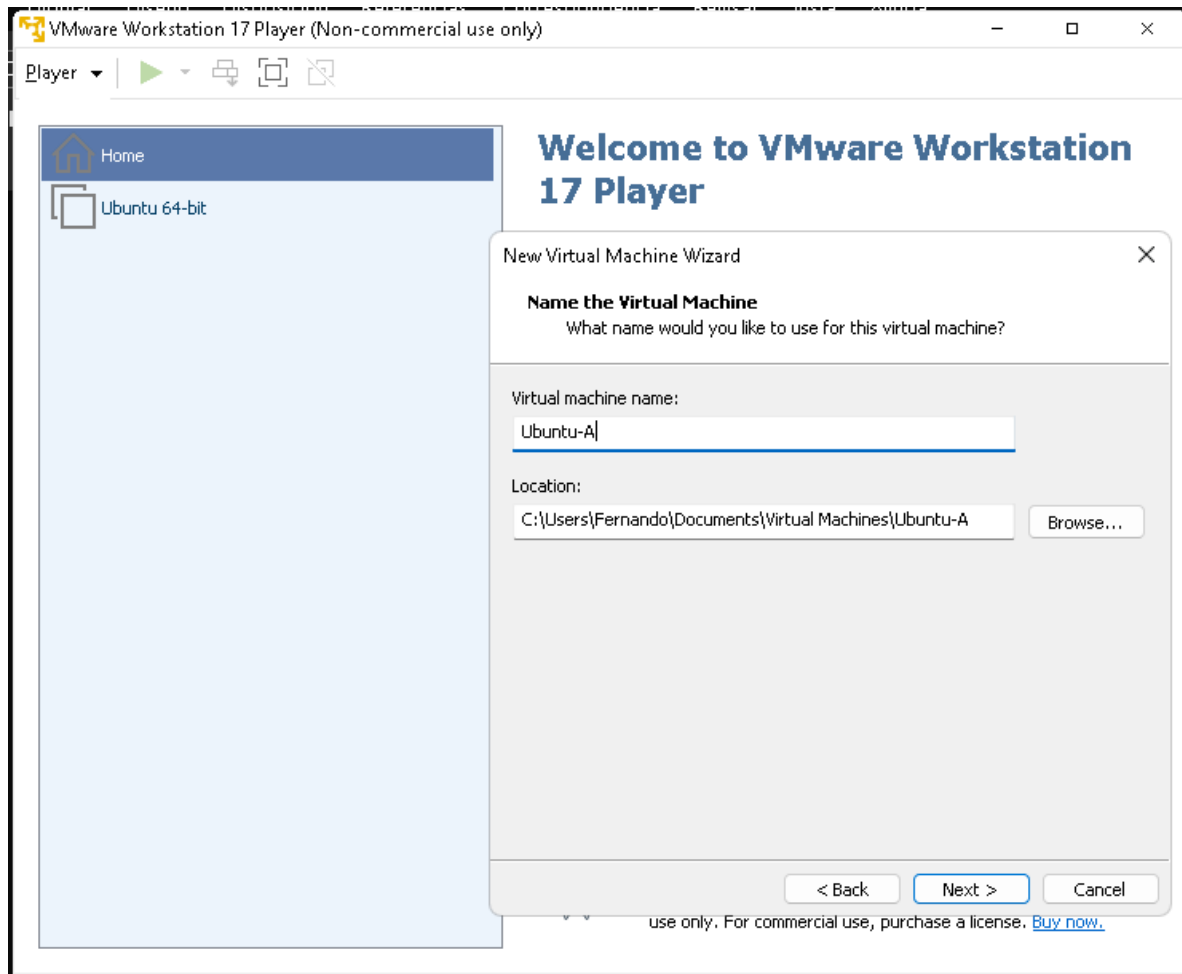 VMware Workstation 17 Player (Non-commercial use only)
Player
Home
Ubuntu 64-bit
Welcome to VMware Workstation
17 Player
New Virtual Machine Wizard
Name the Virtual Machine
What name would you like to use for this virtual machine?
Virtual machine name:
Ubuntu-A
Location:
C:\Users\Fernando\Documents\Virtual Machines\Ubuntu-A
Browse...
< Back
Next >
Cancel
use only. For commercial use, purchase a license. Buy now.